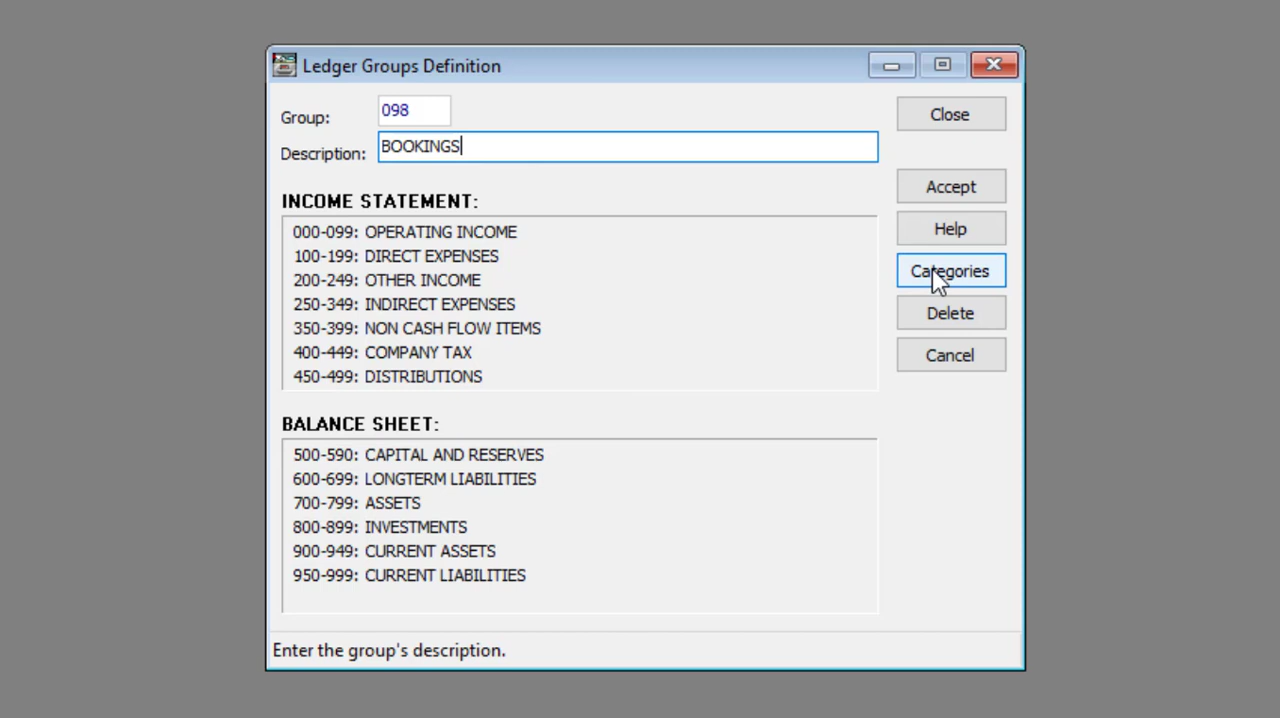 Ledger Groups Definition
Group: 098
Close
Description: BOOKINGS
Accept
INCOME STATEMENT:
000-099: OPERATING INCOME
Help
100-199: DIRECT EXPENSES
Categories
200-249: OTHER INCOME
250-349: INDIRECT EXPENSES
Delete
350-399: NON CASH FLOW ITEMS
400-449: COMPANY TAX
Cancel
450-499: DISTRIBUTIONS
BALANCE SHEET:
500-590: CAPITAL AND RESERVES
600-699: LONGTERM LIABILITIES
700-799: ASSETS
800-899: INVESTMENTS
900-949: CURRENT ASSETS
950-999: CURRENT LIABILITIES
Enter the group's description.